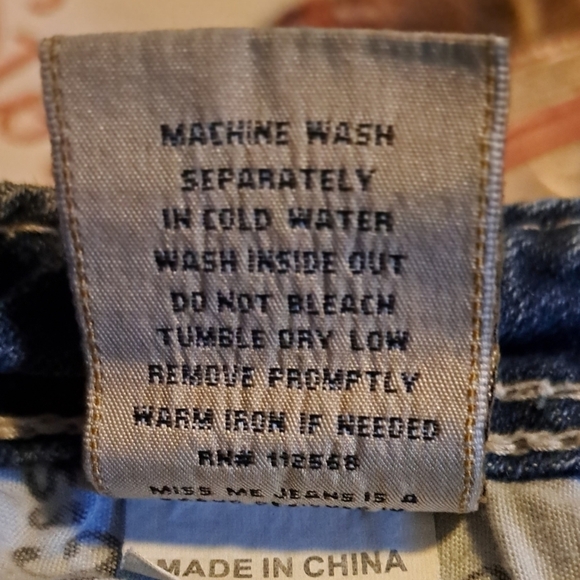 MACHINE WASH
SEPARATELY
IN COLD WATER
WASH INSIDE OUT
DO NOT BLEACH
TUMBLE DRY LOW
REMOVE PROMPTLY
WARM IRON IF NEEDED
RN# 112568
MISS ME JEANS IS A
MADE IN CHINA